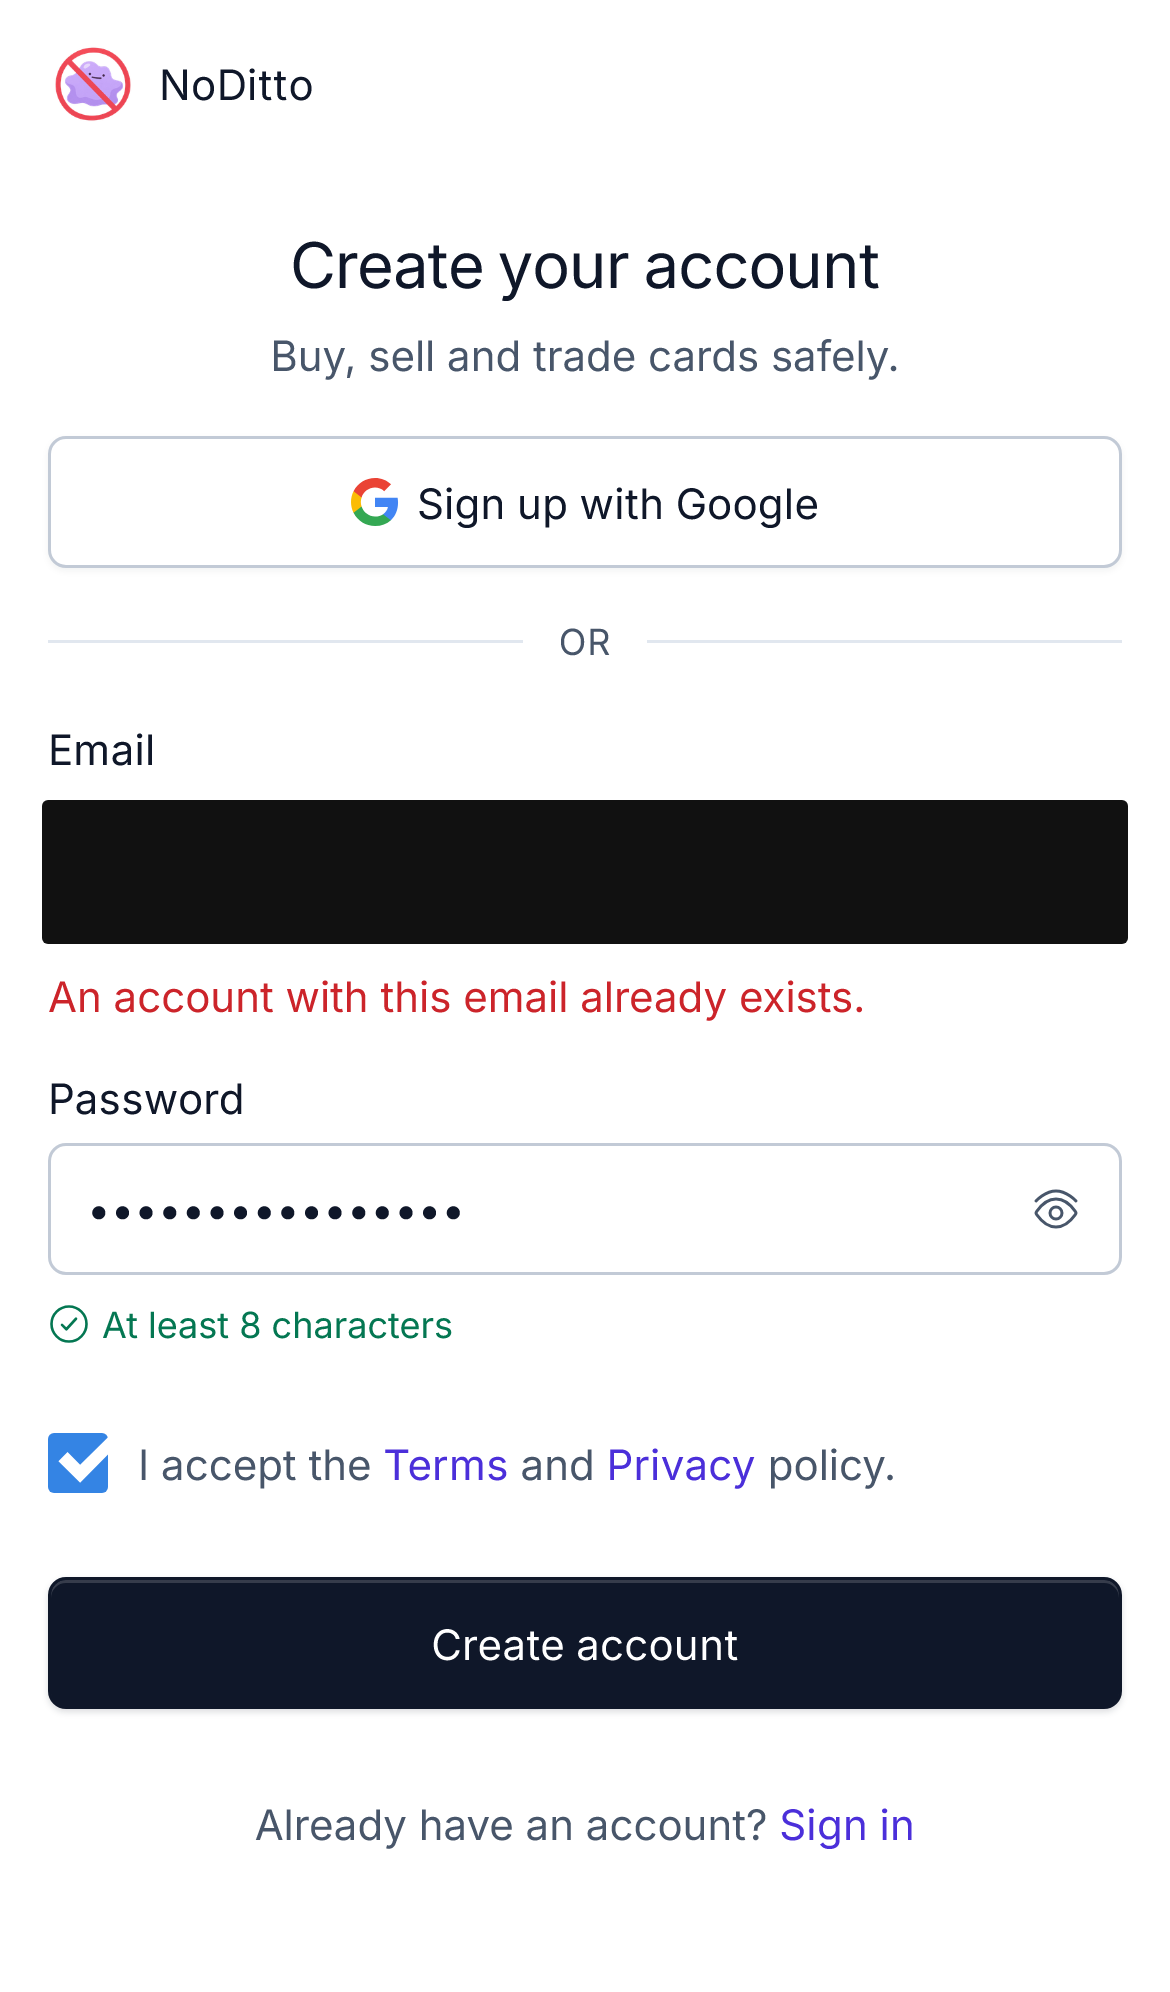 NoDitto
Create your account
Buy, sell and trade cards safely.
Sign up with Google
OR
Email
An account with this email already exists.
Password
At least 8 characters
I accept the Terms and Privacy policy.
Create account
Already have an account? Sign in